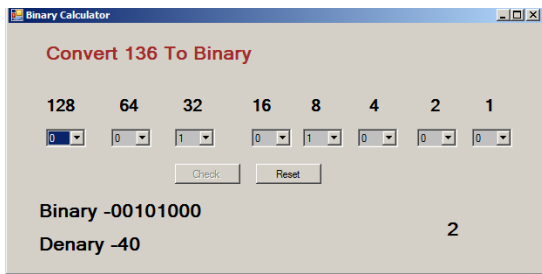 Binary Calculator
Convert 136 To Binary
128 64 32 16 8 4 2 1
0 0 1 0 1 0 0 0
Check Reset
Binary -00101000
2
Denary -40